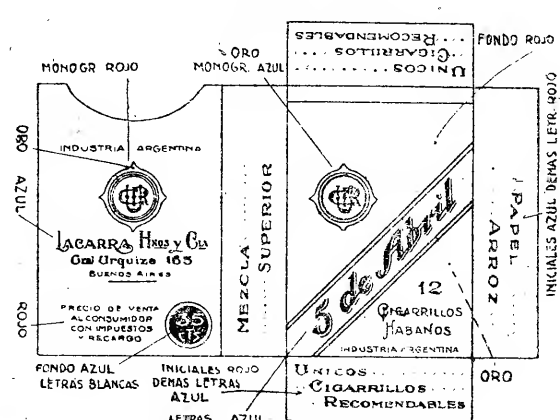 UNICOS
CIGARRILLOS
RECOMENDABLES
FONDO ROJO
MONOGR ROJO
ORO
MONOGR. AZUL
ORO
AZUL
ROJO
INDUSTRIA ARGENTINA
LACARRA HNOS Y CIA
Gral Urquiza 165
BUENOS AIRES
PRECIO DE VENTA
AL CONSUMIDOR
CON IMPUESTOS
Y RECARGO
35
CTS
MEZCLA
SUPERIOR
5 de Abril
12
CIGARRILLOS
HABANOS
INDUSTRIA ARGENTINA
PAPEL
ARROZ
INICIALES AZUL DEMAS LETR. ROJO
ORO
FONDO AZUL
LETRAS BLANCAS
INICIALES ROJO
DEMAS LETRAS
AZUL
UNICOS
CIGARRILLOS
RECOMENDABLES
LETRAS AZUL